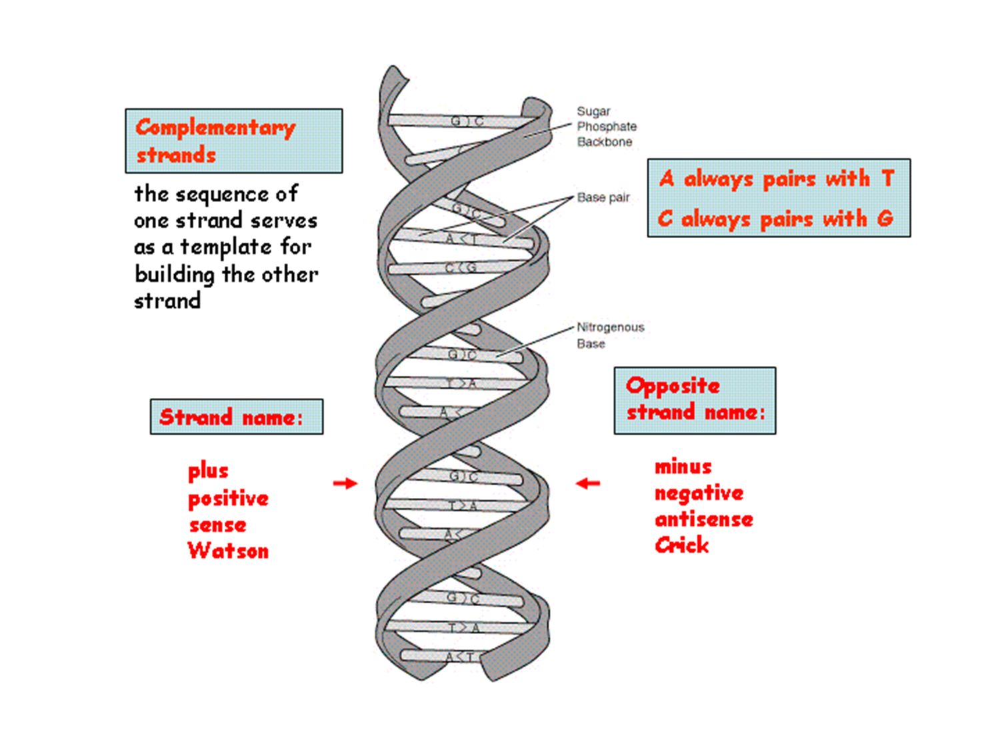 Complementary
strands
the sequence of
one strand serves
as a template for
building the other
strand
Sugar
Phosphate
Backbone
Base pair
A always pairs with T
C always pairs with G
Nitrogenous
Base
Strand name:
plus
positive
sense
Watson
Opposite
strand name:
minus
negative
antisense
Crick
G C
G C
A T
C G
G C
T A
A
G C
T A
A
G C
T A
A T